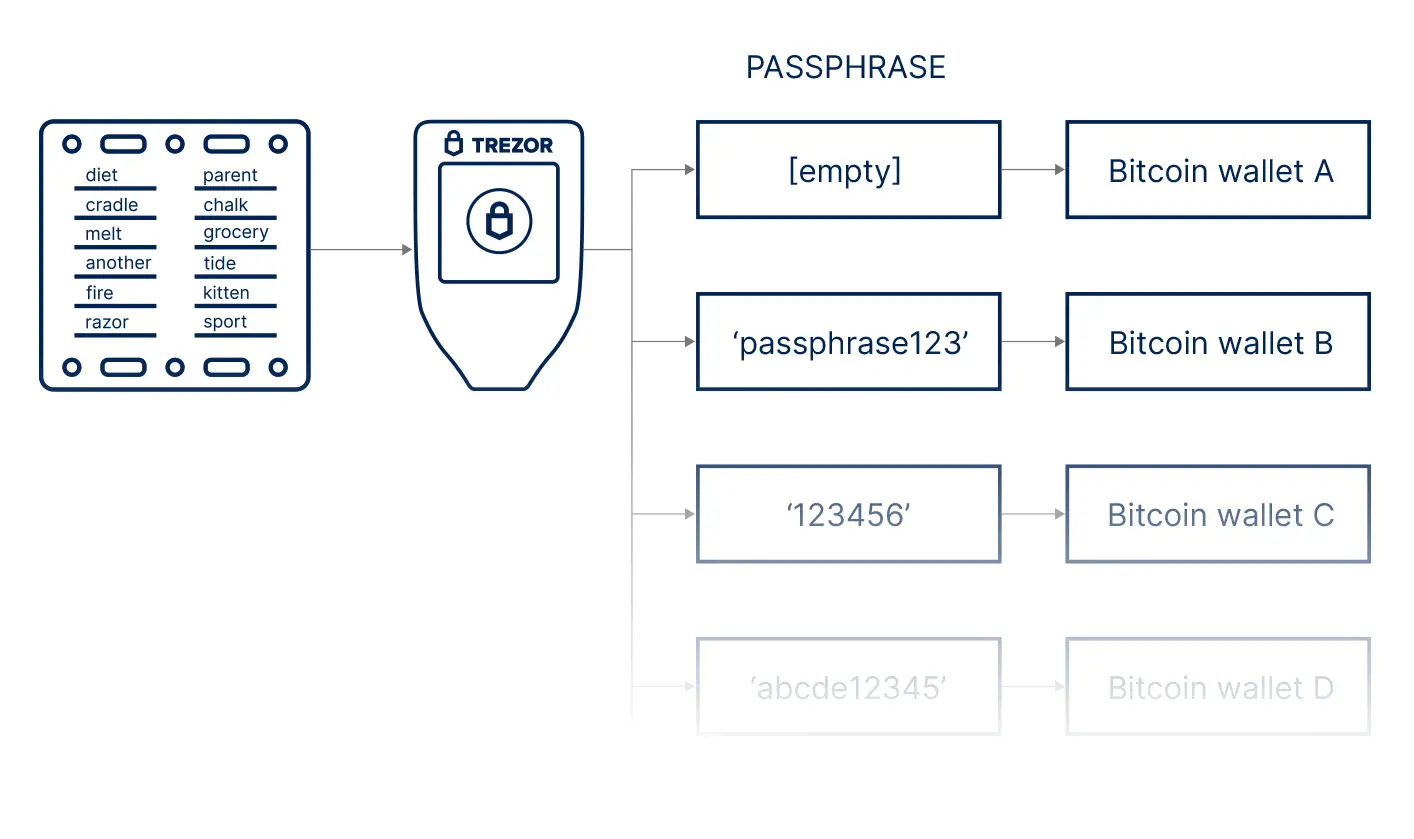 PASSPHRASE
diet parent
cradle chalk
melt grocery
another tide
fire kitten
razor sport
TREZOR
[empty]
Bitcoin wallet A
‘passphrase123’
Bitcoin wallet B
‘123456’
Bitcoin wallet C
‘abcde12345’
Bitcoin wallet D